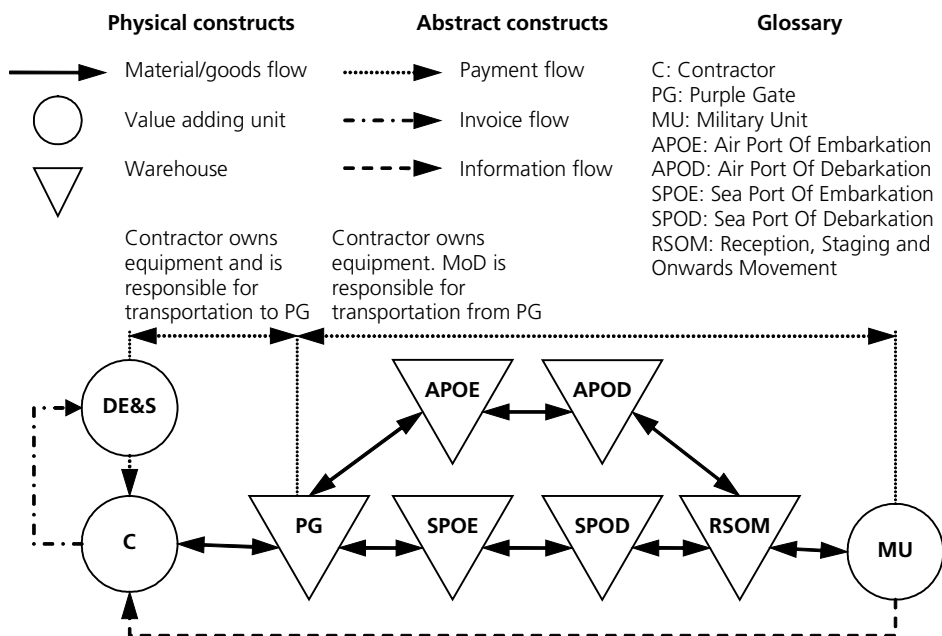 Physical constructs
Abstract constructs
Glossary
Material/goods flow
Value adding unit
Warehouse
Payment flow
Invoice flow
Information flow
C: Contractor
PG: Purple Gate
MU: Military Unit
APOE: Air Port Of Embarkation
APOD: Air Port Of Debarkation
SPOE: Sea Port Of Embarkation
SPOD: Sea Port Of Debarkation
RSOM: Reception, Staging and
Onwards Movement
Contractor owns
equipment and is
responsible for
transportation to PG
Contractor owns
equipment. MoD is
responsible for
transportation from PG
DE&S
APOE
APOD
C
PG
SPOE
SPOD
RSOM
MU